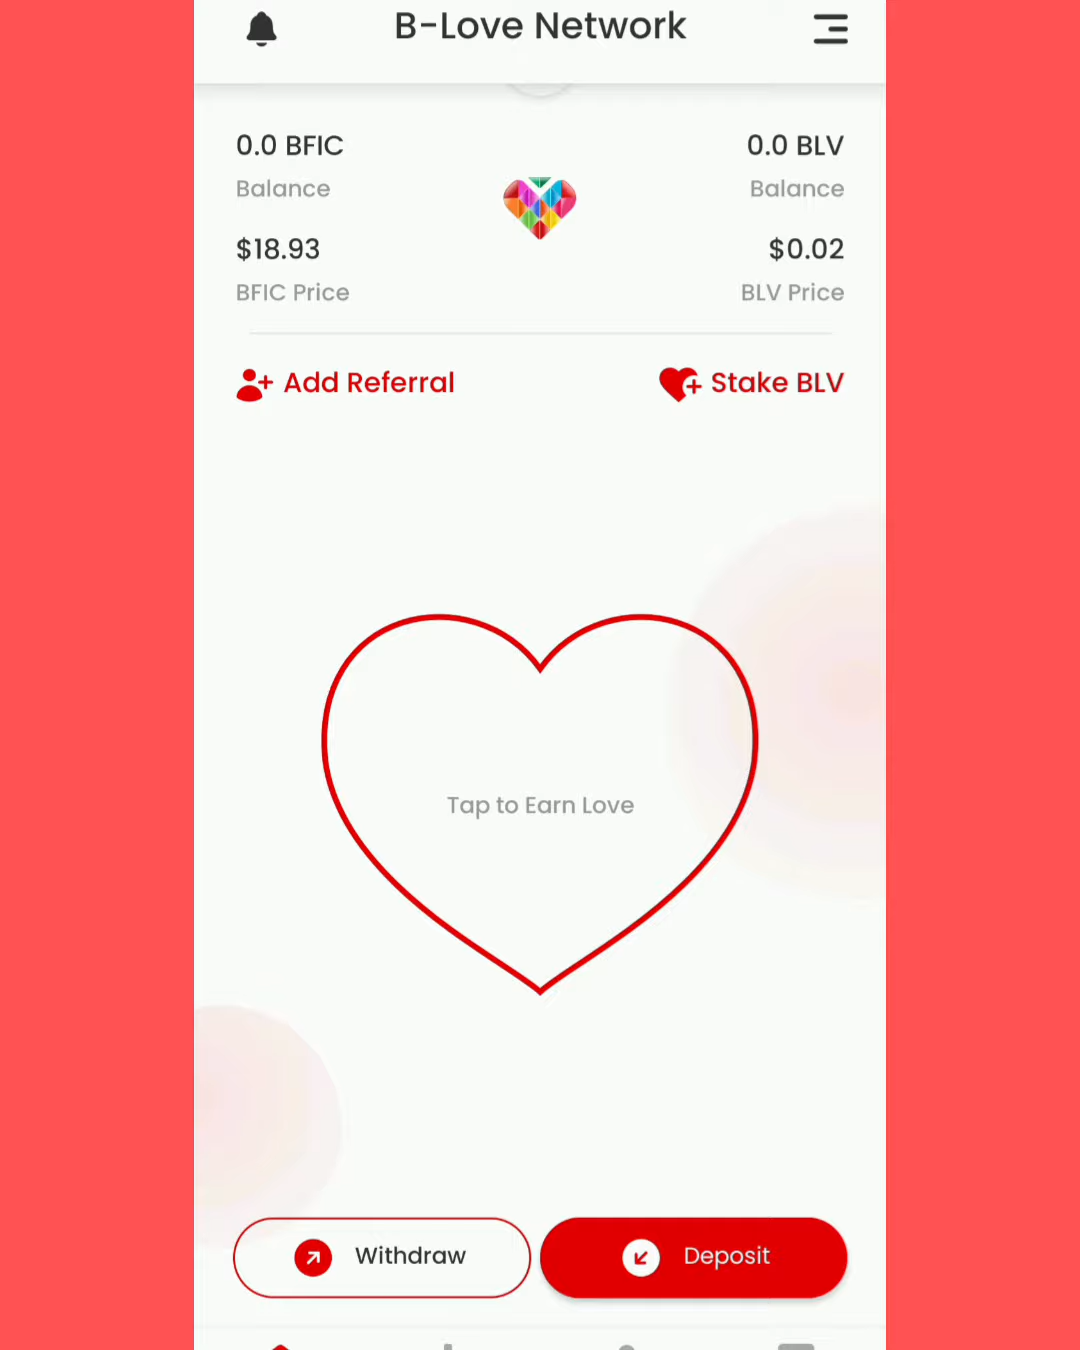 B-Love Network
0.0 BFIC
Balance
0.0 BLV
Balance
$18.93
BFIC Price
$0.02
BLV Price
Add Referral
Stake BLV
Tap to Earn Love
Withdraw
Deposit